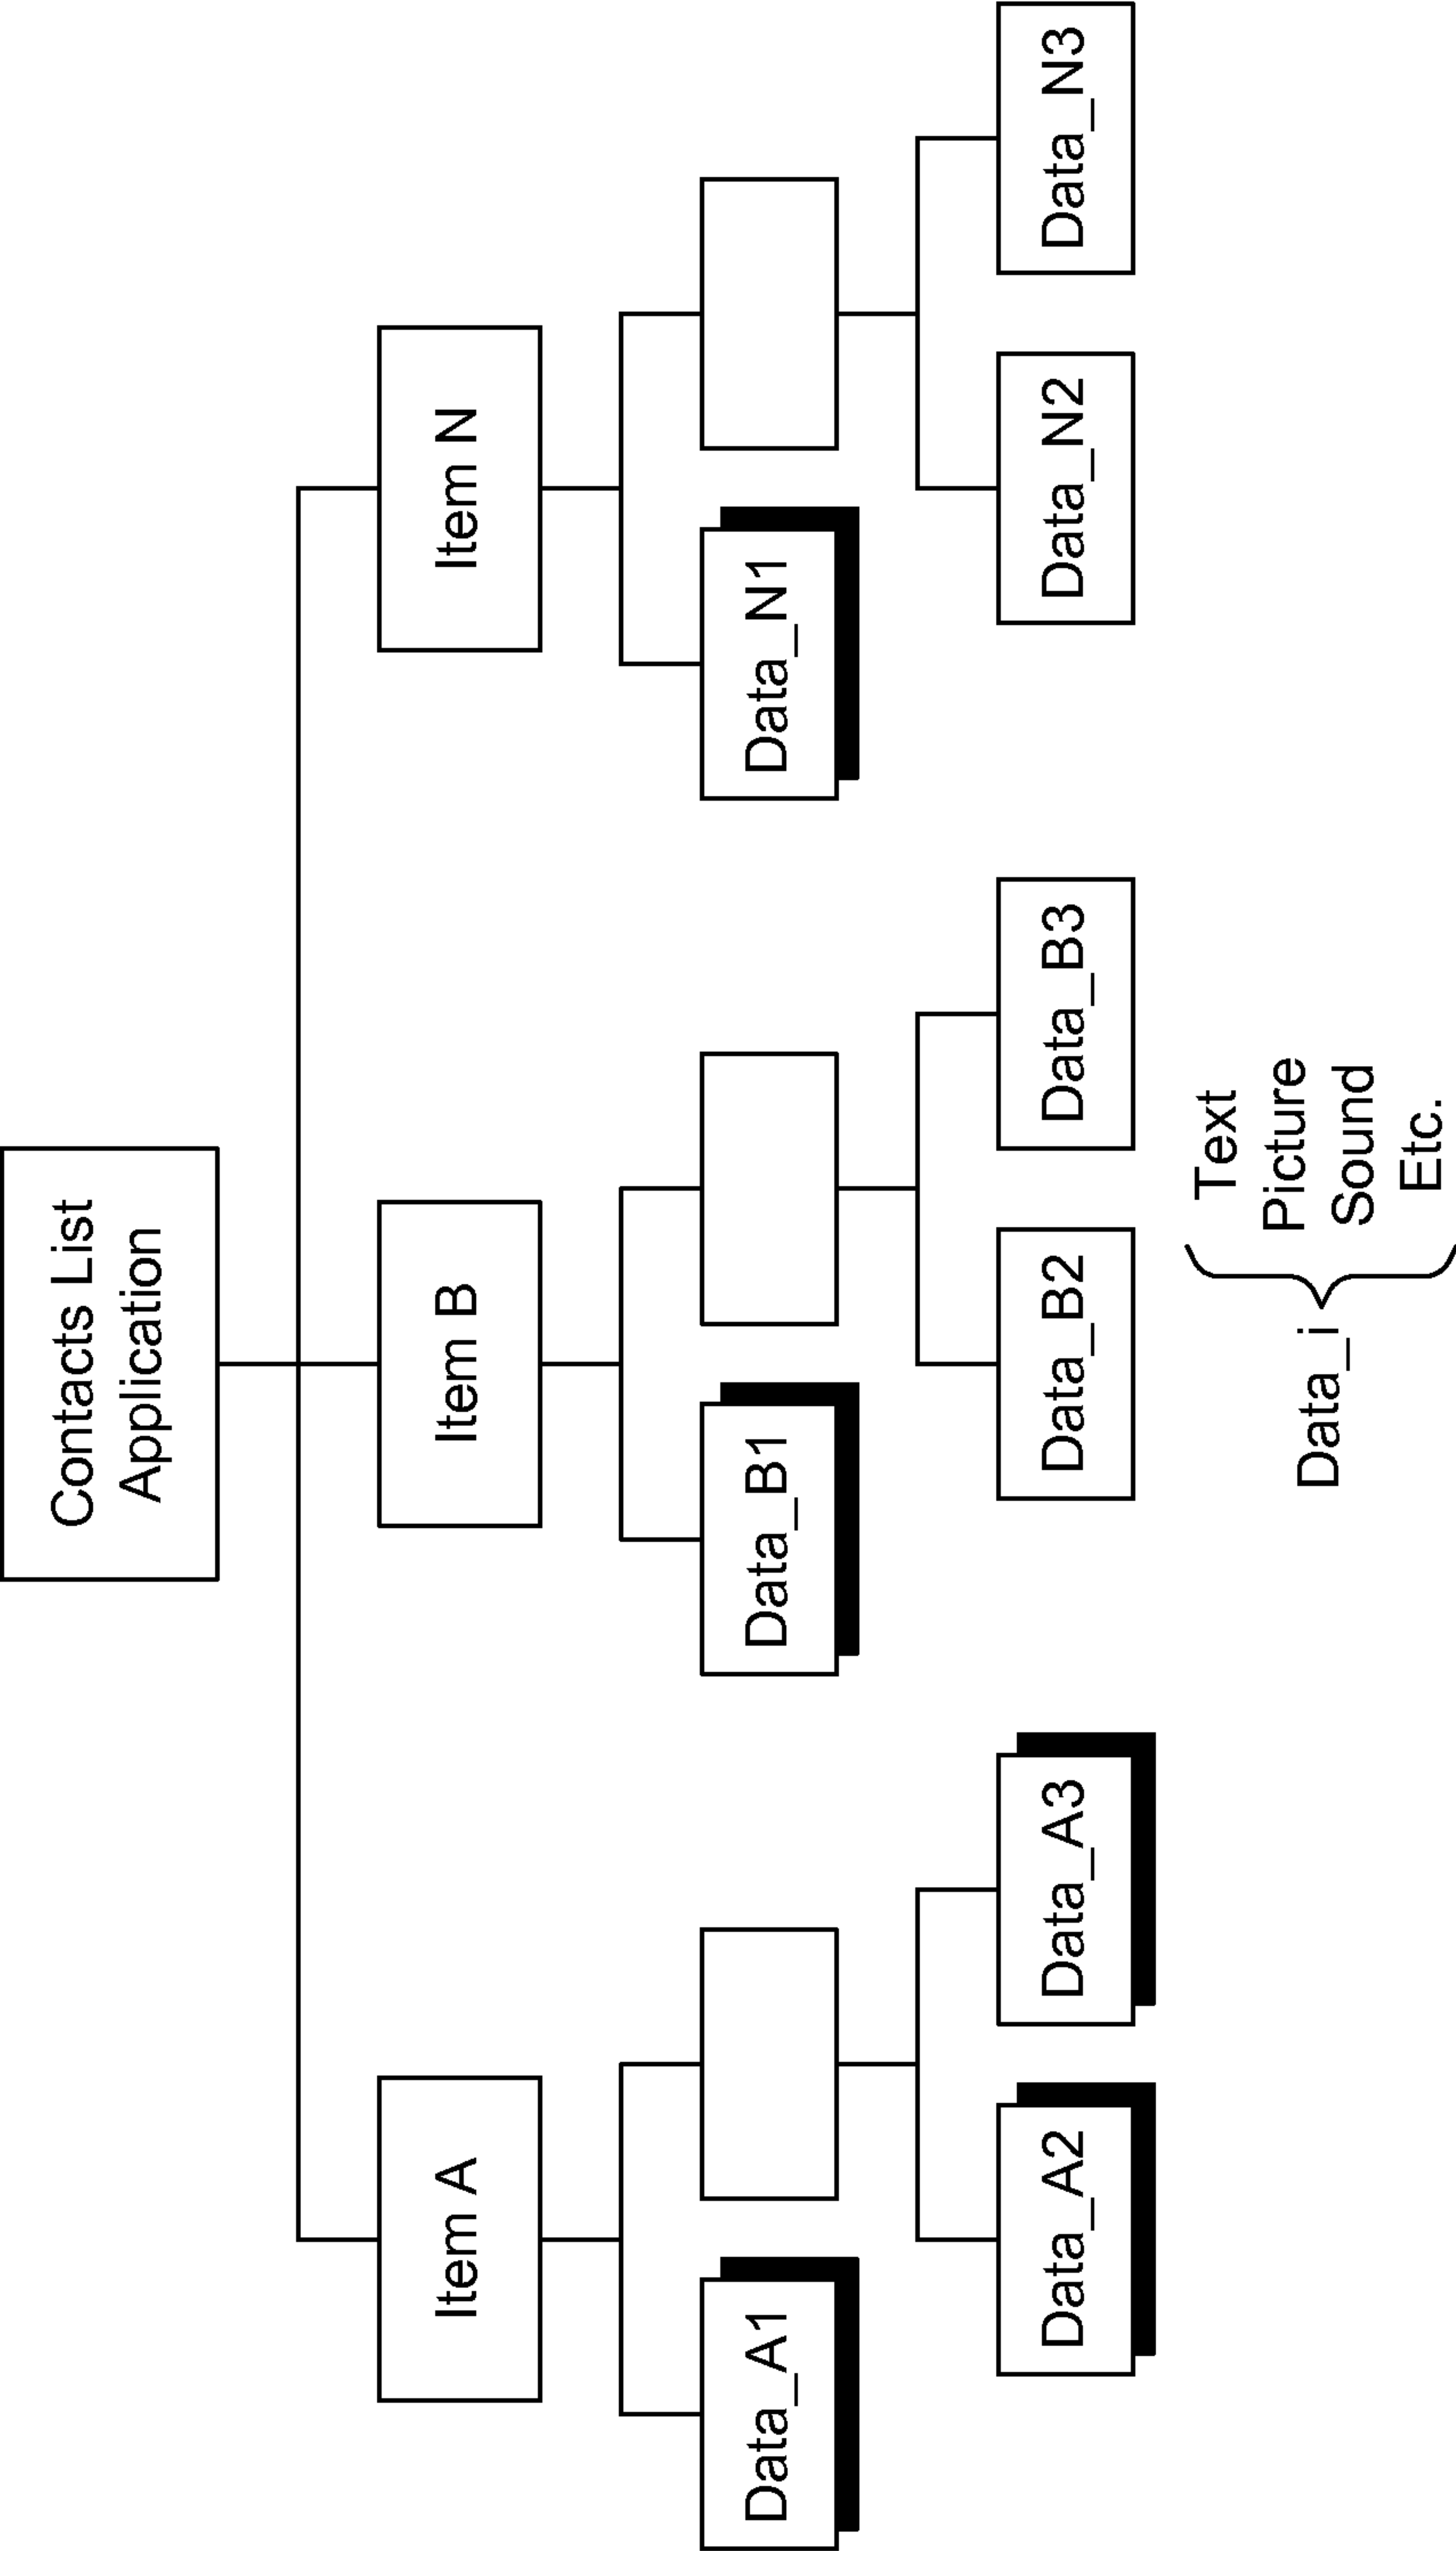 Contacts List
Application
Item A
Item B
Item N
Data_A1
Data_B1
Data_N1
Data_A2
Data_A3
Data_B2
Data_B3
Data_N2
Data_N3
Data_i
Text
Picture
Sound
Etc.